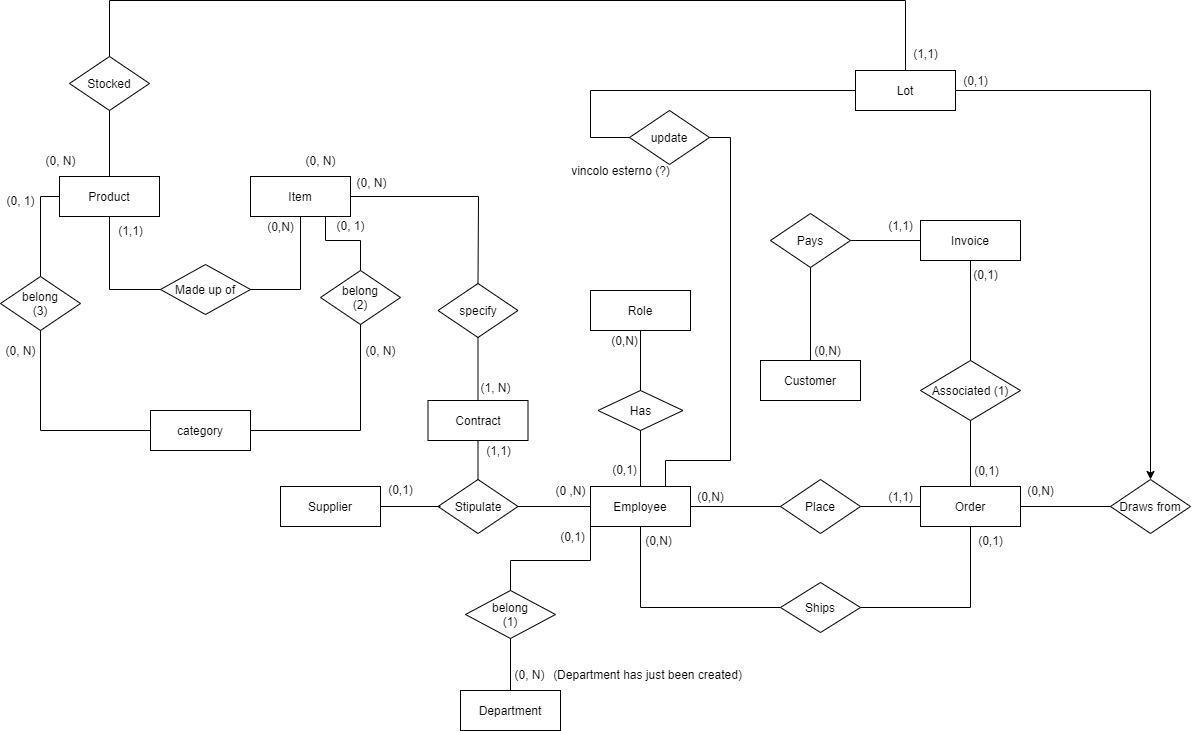 (1,1)
Stocked
(0,1)
Lot
update
(0, N)
(0, N)
vincolo esterno (?)
(0, N)
Product
Item
(0, 1)
(1,1)
(0,N)
(0, 1)
Pays
(1,1)
Invoice
(0,1)
Made up of
belong
(3)
belong
(2)
specify
Role
(0,N)
(0, N)
(0, N)
(0,N)
Customer
(1, N)
Associated (1)
Has
Contract
category
(1,1)
(0,1)
(0,1)
(0,1)
(0 ,N)
(0,N)
(1,1)
(0,N)
Supplier
Stipulate
Employee
Place
Order
Draws from
(0,1)
(0,N)
(0,1)
belong
(1)
Ships
(0, N)
(Department has just been created)
Department